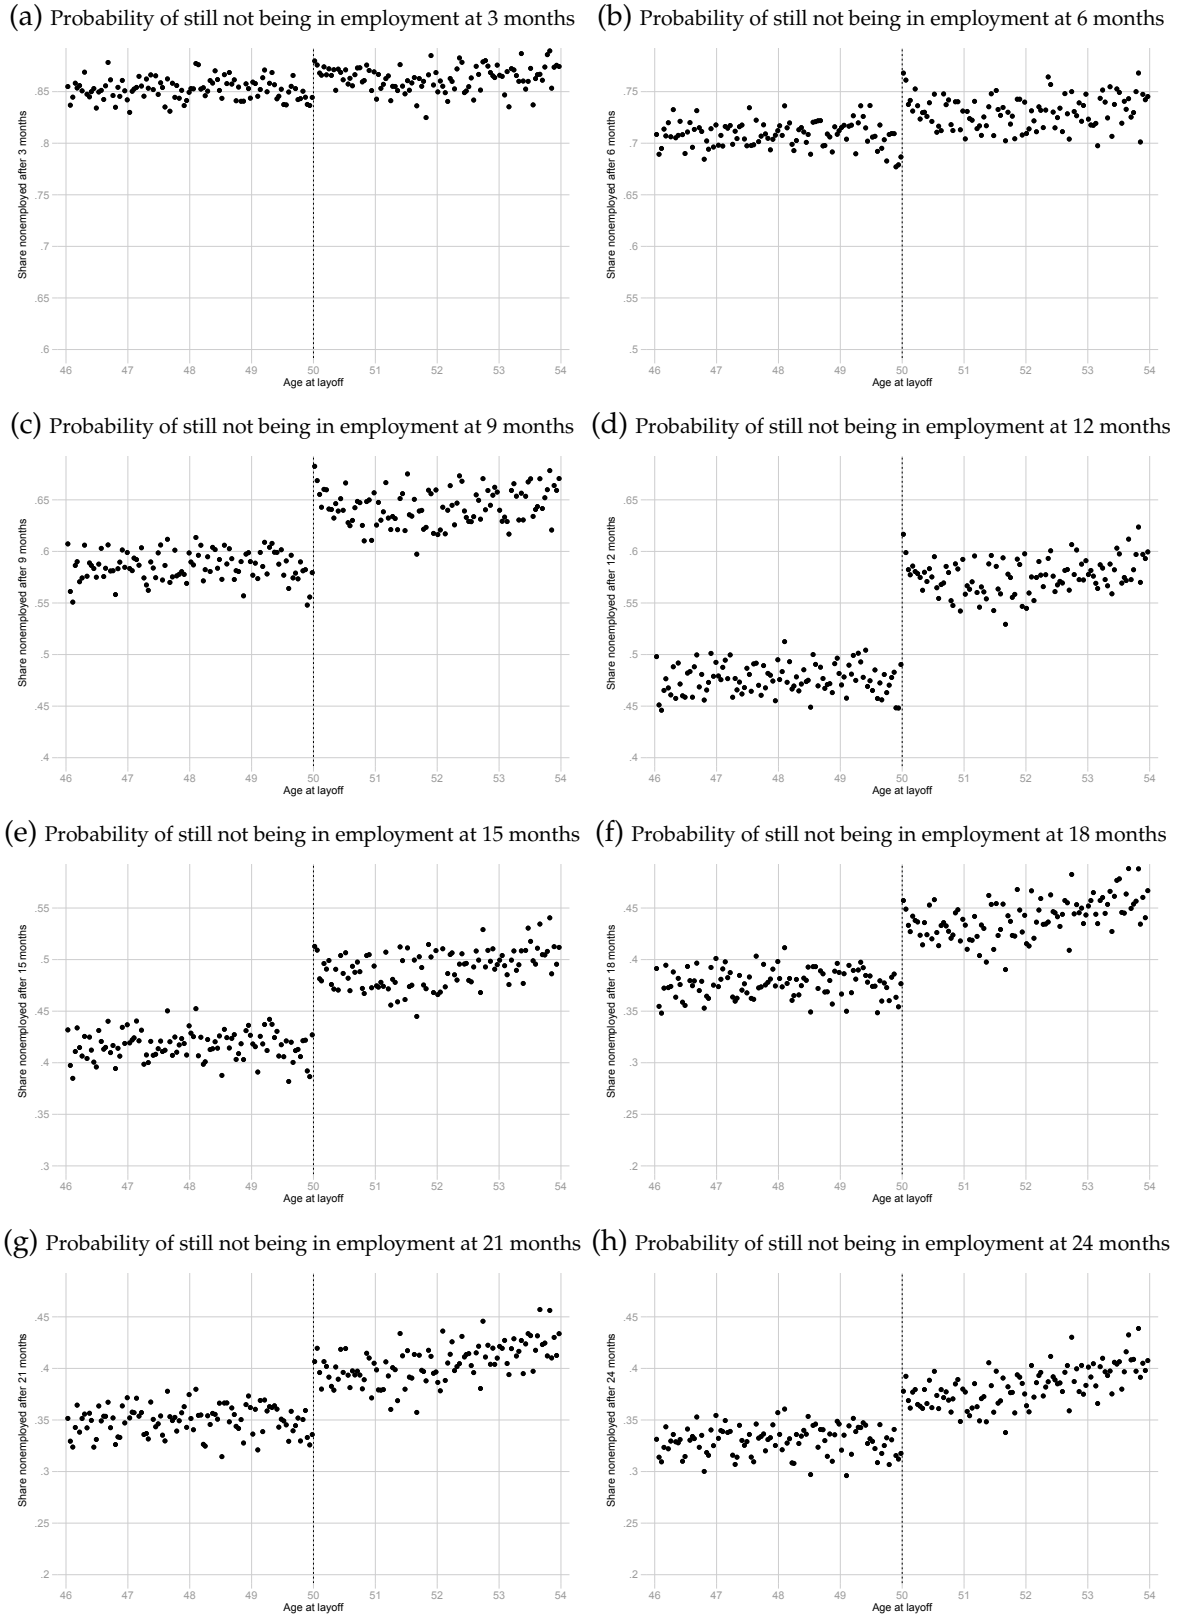 (a) Probability of still not being in employment at 3 months
Share nonemployed after 3 months
.85
.8
.75
.7
.65
.6
46 47 48 49 50 51 52 53 54
Age at layoff
(b) Probability of still not being in employment at 6 months
Share nonemployed after 6 months
.75
.7
.65
.6
.55
.5
46 47 48 49 50 51 52 53 54
Age at layoff
(c) Probability of still not being in employment at 9 months
Share nonemployed after 9 months
.65
.6
.55
.5
.45
.4
46 47 48 49 50 51 52 53 54
Age at layoff
(d) Probability of still not being in employment at 12 months
Share nonemployed after 12 months
.6
.55
.5
.45
.4
46 47 48 49 50 51 52 53 54
Age at layoff
(e) Probability of still not being in employment at 15 months
Share nonemployed after 15 months
.55
.5
.45
.4
.35
.3
46 47 48 49 50 51 52 53 54
Age at layoff
(f) Probability of still not being in employment at 18 months
Share nonemployed after 18 months
.45
.4
.35
.3
.25
.2
46 47 48 49 50 51 52 53 54
Age at layoff
(g) Probability of still not being in employment at 21 months
Share nonemployed after 21 months
.45
.4
.35
.3
.25
.2
46 47 48 49 50 51 52 53 54
Age at layoff
(h) Probability of still not being in employment at 24 months
Share nonemployed after 24 months
.45
.4
.35
.3
.25
.2
46 47 48 49 50 51 52 53 54
Age at layoff